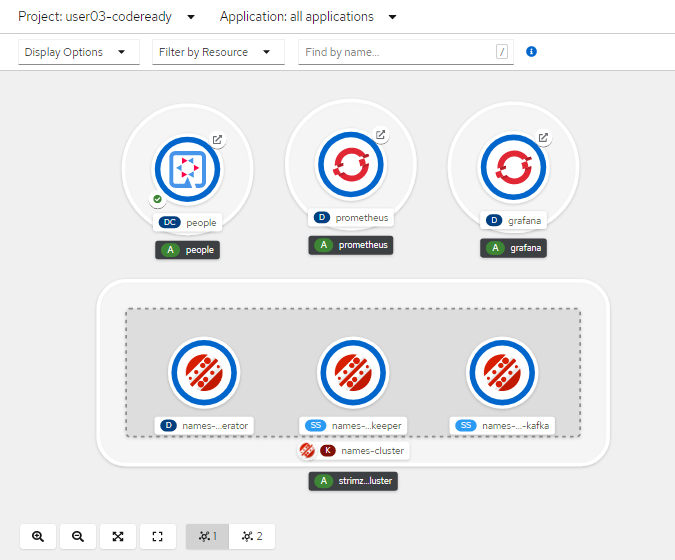 Project: user03-codeready Application: all applications
Display Options Filter by Resource Find by name... /
DC people
A people
D prometheus
A prometheus
D grafana
A grafana
D names-...erator
SS names-...keeper
SS names-...-kafka
K names-cluster
A strimz...luster
1 2